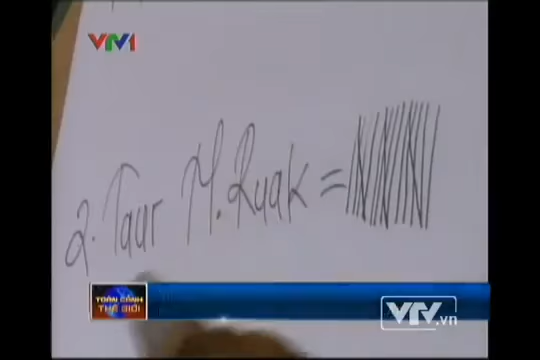 VTV1
2. Taur M. Ruak =
TOÀN CẢNH
THẾ GIỚI
VTV.vn